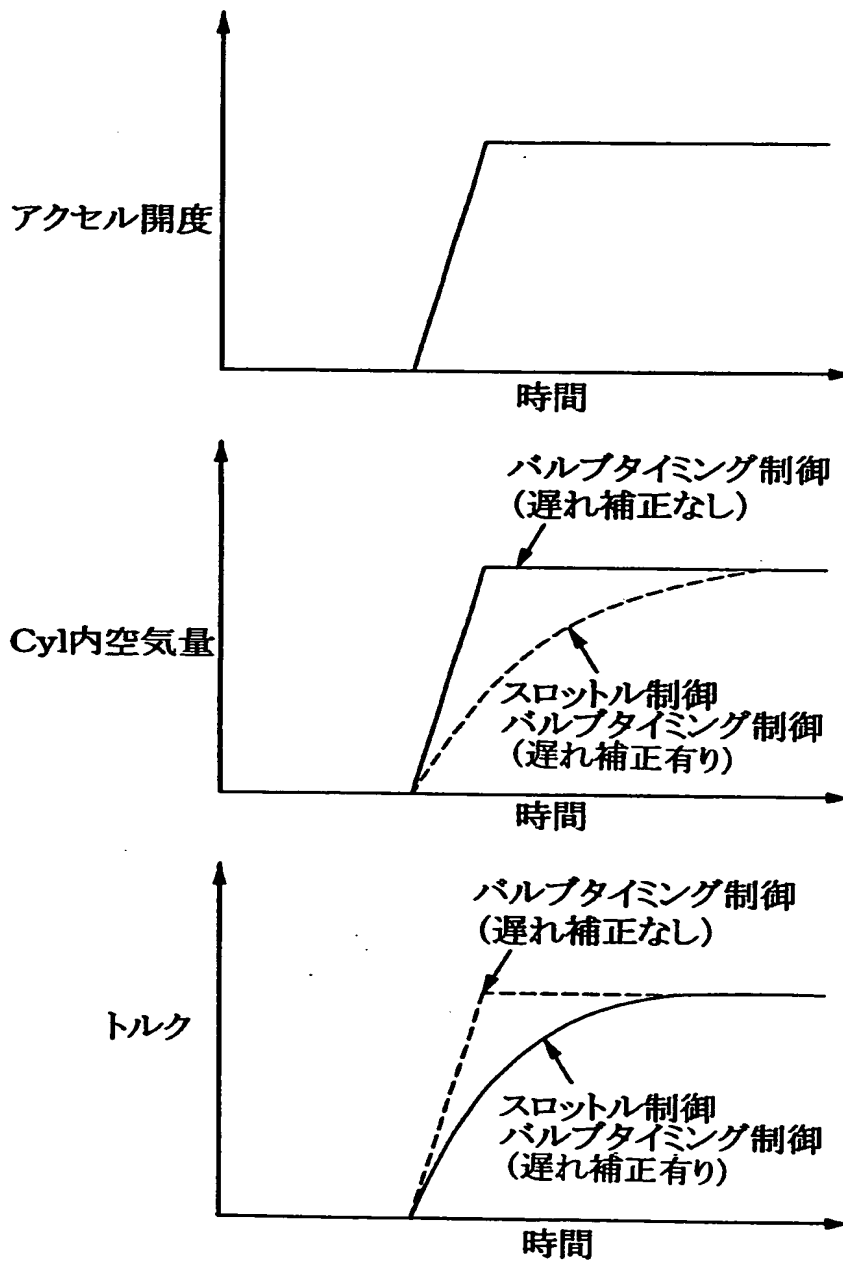 アクセル開度
時間
バルブタイミング制御
(遅れ補正なし)
Cyl内空気量
スロットル制御
バルブタイミング制御
(遅れ補正有り)
時間
バルブタイミング制御
(遅れ補正なし)
トルク
スロットル制御
バルブタイミング制御
(遅れ補正有り)
時間